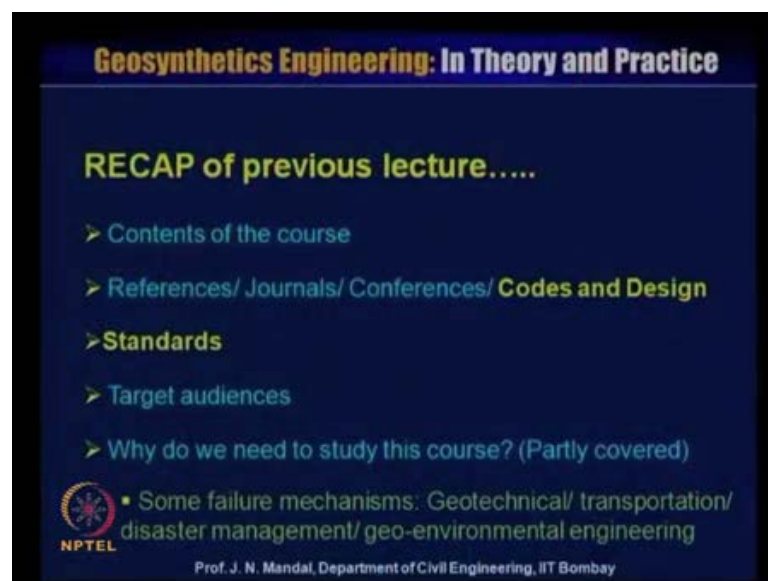 Geosynthetics Engineering: In Theory and Practice
RECAP of previous lecture.....
➢ Contents of the course
➢ References/ Journals/ Conferences/ Codes and Design
➢Standards
➢ Target audiences
➢ Why do we need to study this course? (Partly covered)
▪ Some failure mechanisms: Geotechnical/ transportation/
disaster management/ geo-environmental engineering
NPTEL
Prof. J. N. Mandal, Department of Civil Engineering, IIT Bombay